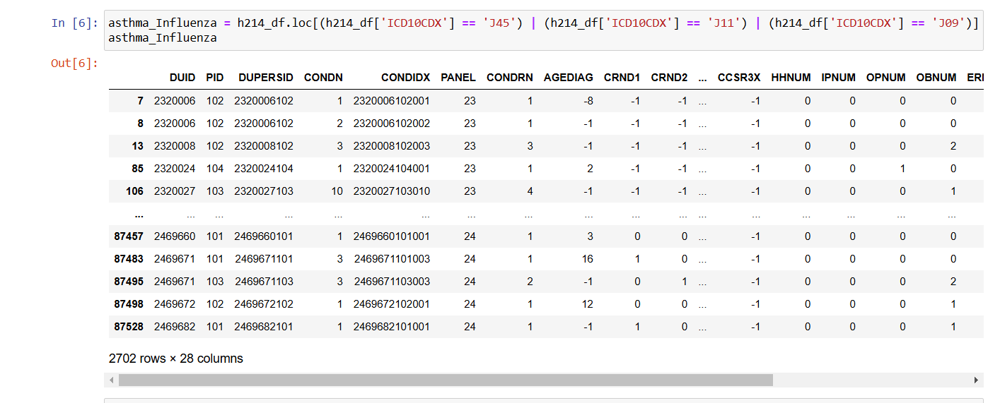 In [6]: asthma_Influenza = h214_df.loc[(h214_df['ICD10CDX'] == 'J45') | (h214_df['ICD10CDX'] == 'J11') | (h214_df['ICD10CDX'] == 'J09')]
asthma_Influenza
Out[6]:
DUID PID DUPERSID CONDN CONDIDX PANEL CONDRN AGEDIAG CRND1 CRND2 ... CCSR3X HHNUM IPNUM OPNUM OBNUM
7 2320006 102 2320006102 1 2320006102001 23 1 -8 -1 -1 ... -1 0 0 0 0
8 2320006 102 2320006102 2 2320006102002 23 1 -1 -1 -1 ... -1 0 0 0 0
13 2320008 102 2320008102 3 2320008102003 23 3 -1 -1 -1 ... -1 0 0 0 2
85 2320024 104 2320024104 1 2320024104001 23 1 2 -1 -1 ... -1 0 0 1 0
106 2320027 103 2320027103 10 2320027103010 23 4 -1 -1 -1 ... -1 0 0 0 1
... ... ... ... ... ... ... ... ... ... ... ... ... ... ... ... ...
87457 2469660 101 2469660101 1 2469660101001 24 1 3 0 0 ... -1 0 0 0 0
87483 2469671 101 2469671101 3 2469671101003 24 1 16 1 0 ... -1 0 0 0 0
87495 2469671 103 2469671103 3 2469671103003 24 2 -1 0 1 ... -1 0 0 0 2
87498 2469672 102 2469672102 1 2469672102001 24 1 12 0 0 ... -1 0 0 0 1
87528 2469682 101 2469682101 1 2469682101001 24 1 -1 1 0 ... -1 0 0 0 1
2702 rows × 28 columns